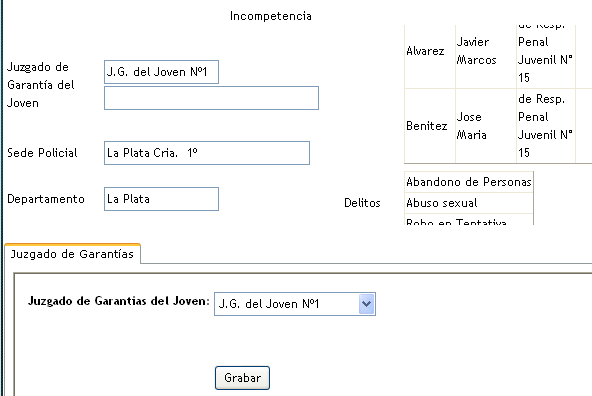 Incompetencia
Juzgado de
Garantía del
Joven
J.G. del Joven Nº1
Sede Policial
La Plata Cria. 1º
Departamento
La Plata
Alvarez
Javier
Marcos
de Resp.
Penal
Juvenil N°
15
Benitez
Jose
Maria
de Resp.
Penal
Juvenil N°
15
Delitos
Abandono de Personas
Abuso sexual
Robo en Tentativa
Juzgado de Garantías
Juzgado de Garantias del Joven: J.G. del Joven Nº1
Grabar